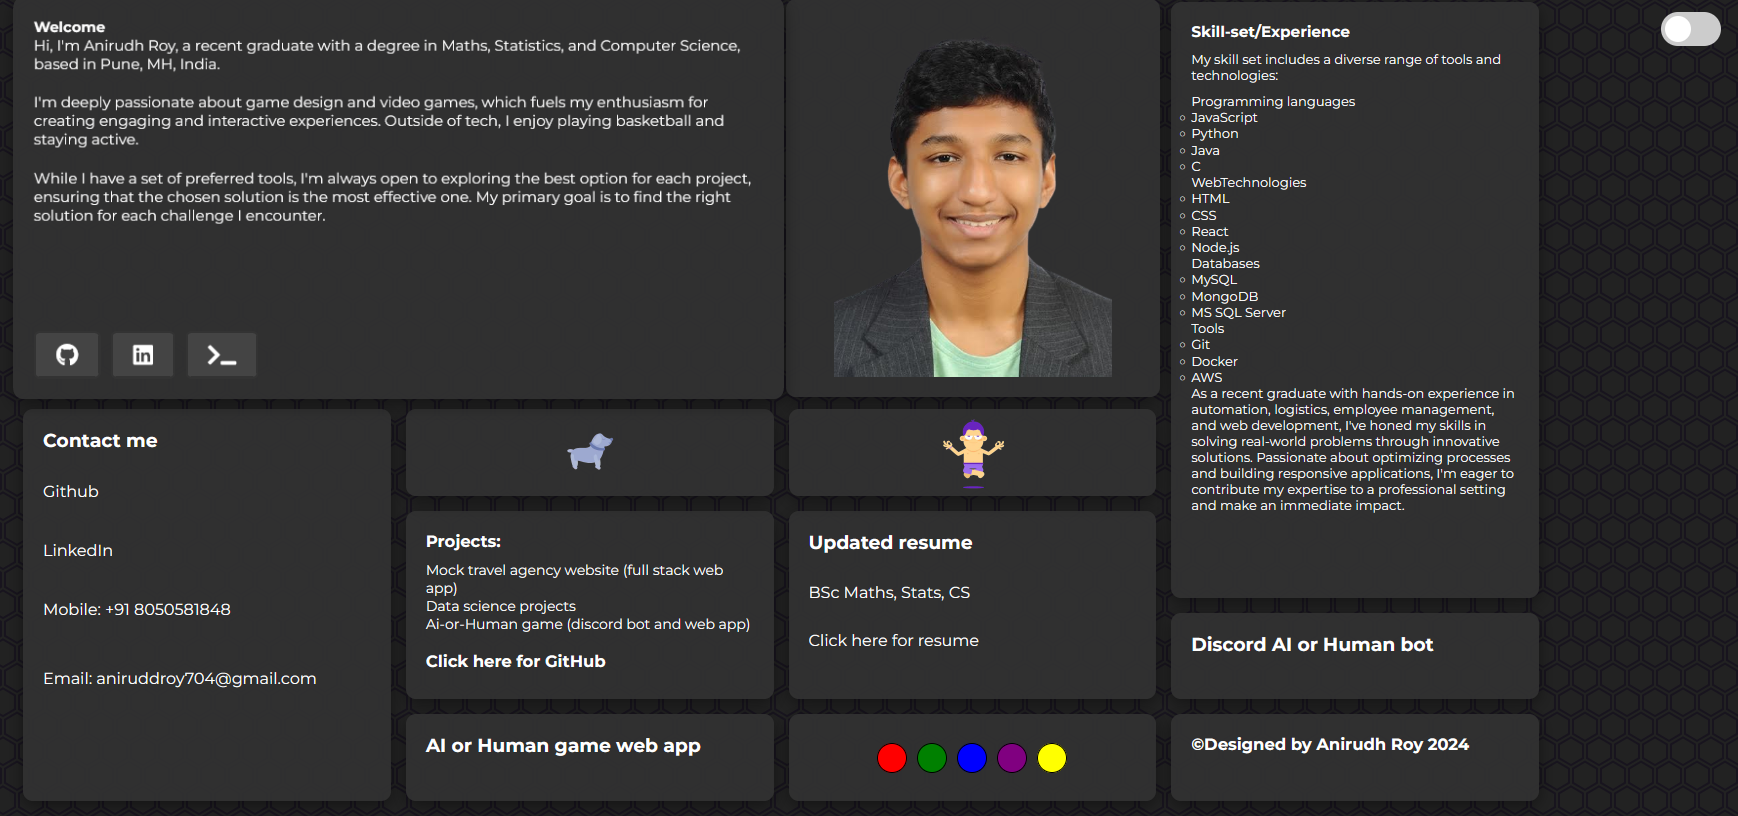 Welcome
Hi, I'm Anirudh Roy, a recent graduate with a degree in Maths, Statistics, and Computer Science,
based in Pune, MH, India.
I'm deeply passionate about game design and video games, which fuels my enthusiasm for
creating engaging and interactive experiences. Outside of tech, I enjoy playing basketball and
staying active.
While I have a set of preferred tools, I'm always open to exploring the best option for each project,
ensuring that the chosen solution is the most effective one. My primary goal is to find the right
solution for each challenge I encounter.
Skill-set/Experience
My skill set includes a diverse range of tools and
technologies:
Programming languages
JavaScript
Python
Java
C
WebTechnologies
HTML
CSS
React
Node.js
Databases
MySQL
MongoDB
MS SQL Server
Tools
Git
Docker
AWS
As a recent graduate with hands-on experience in
automation, logistics, employee management,
and web development, I've honed my skills in
solving real-world problems through innovative
solutions. Passionate about optimizing processes
and building responsive applications, I'm eager to
contribute my expertise to a professional setting
and make an immediate impact.
Contact me
Github
LinkedIn
Mobile: +91 8050581848
Email: aniruddroy704@gmail.com
Projects:
Mock travel agency website (full stack web
app)
Data science projects
Ai-or-Human game (discord bot and web app)
Click here for GitHub
Updated resume
BSc Maths, Stats, CS
Click here for resume
Discord AI or Human bot
AI or Human game web app
©Designed by Anirudh Roy 2024